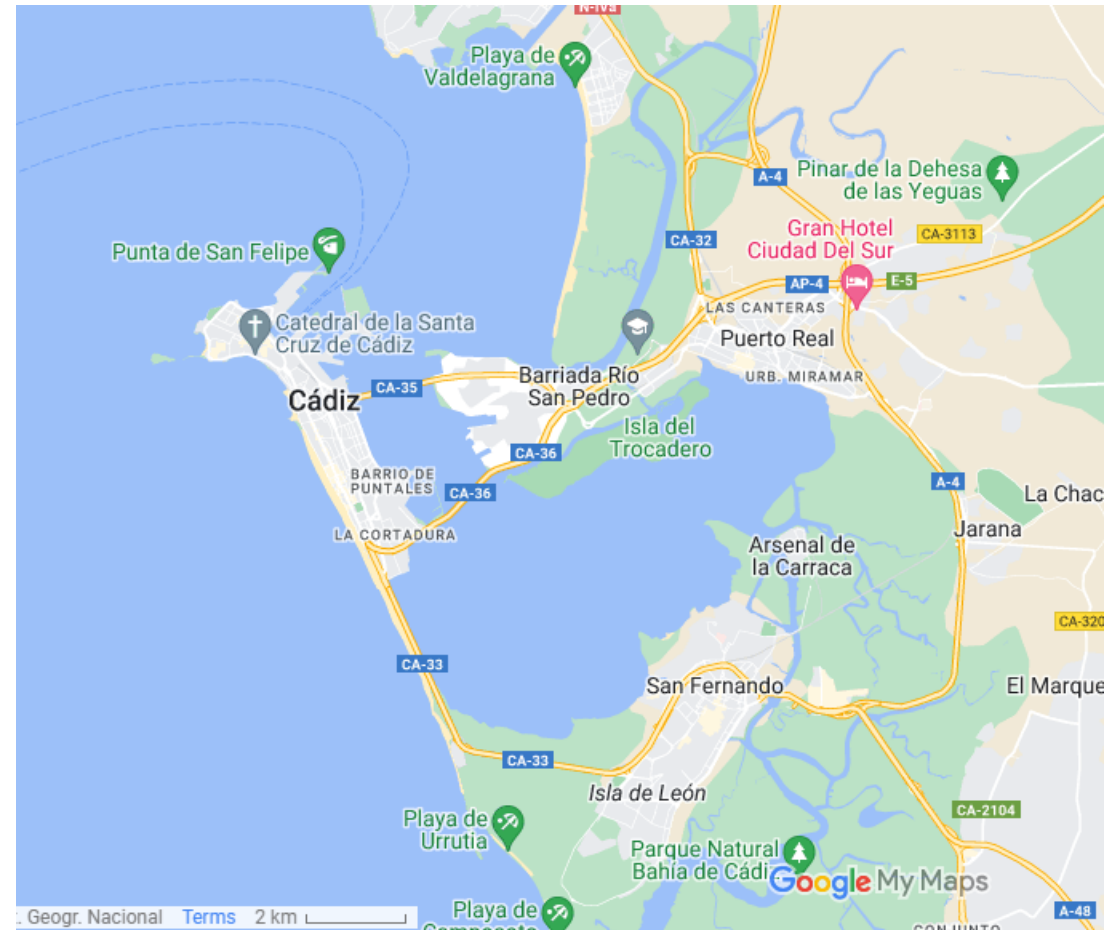 N-IVa
Playa de
Valdelagrana
Pinar de la Dehesa
de las Yeguas
A-4
Gran Hotel
Ciudad Del Sur
CA-3113
CA-32
Punta de San Felipe
AP-4
E-5
LAS CANTERAS
Catedral de la Santa
Cruz de Cádiz
Puerto Real
Barriada Río
San Pedro
URB. MIRAMAR
CA-35
Cádiz
Isla del
Trocadero
CA-36
BARRIO DE
PUNTALES
CA-36
A-4
La Chac
LA CORTADURA
Jarana
Arsenal de
la Carraca
CA-320
CA-33
San Fernando
El Marque
CA-33
Isla de León
CA-2104
Playa de
Urrutia
Parque Natural
Bahía de Cádi...
Google My Maps
. Geogr. Nacional Terms 2 km
Playa de
A-48
CONJUNTO